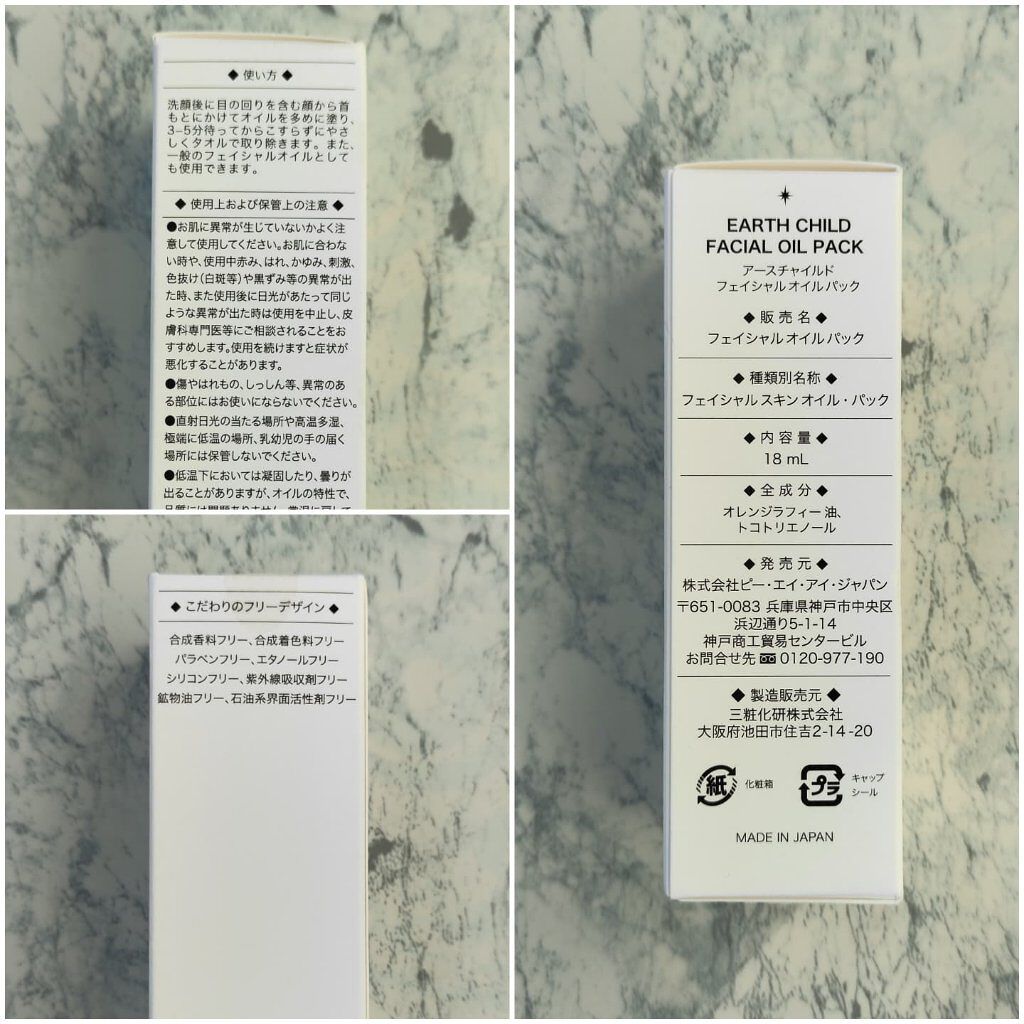 ◆ 使い方 ◆
洗顔後に目の回りを含む顔から首
もとにかけてオイルを多めに塗り、
3–5分待ってからこすらずにやさ
しくタオルで取り除きます。また、
一般のフェイシャルオイルとして
も使用できます。
◆ 使用上および保管上の注意 ◆
●お肌に異常が生じていないかよく注
意して使用してください。お肌に合わな
い時や、使用中赤み、はれ、かゆみ、刺激、
色抜け(白斑等)や黒ずみ等の異常が出
た時、また使用後に日光があたって同じ
ような異常が出た時は使用を中止し、皮
膚科専門医等にご相談されることをお
すすめします。使用を続けますと症状が
悪化することがあります。
●傷やはれもの、しっしん等、異常のあ
る部位にはお使いにならないでください。
●直射日光の当たる場所や高温多湿、
極端に低温の場所、乳幼児の手の届く
場所には保管しないでください。
●低温下においては凝固したり、曇りが
出ることがありますが、オイルの特性で、
◆ こだわりのフリーデザイン ◆
合成香料フリー、合成着色料フリー
パラベンフリー、エタノールフリー
シリコンフリー、紫外線吸収剤フリー
鉱物油フリー、石油系界面活性剤フリー
EARTH CHILD
FACIAL OIL PACK
アースチャイルド
フェイシャル オイル パック
◆ 販 売 名 ◆
フェイシャル オイル パック
◆ 種類別名称 ◆
フェイシャル スキン オイル・パック
◆ 内 容 量 ◆
18 mL
◆ 全 成 分 ◆
オレンジラフィー 油、
トコトリエノール
◆ 発 売 元 ◆
株式会社ピー・エイ・アイ・ジャパン
〒651-0083 兵庫県神戸市中央区
浜辺通り5-1-14
神戸商工貿易センタービル
お問合せ先 0120-977-190
◆ 製造販売元 ◆
三粧化研株式会社
大阪府池田市住吉2-14-20
紙 化粧箱
プラ キャップ
シール
MADE IN JAPAN